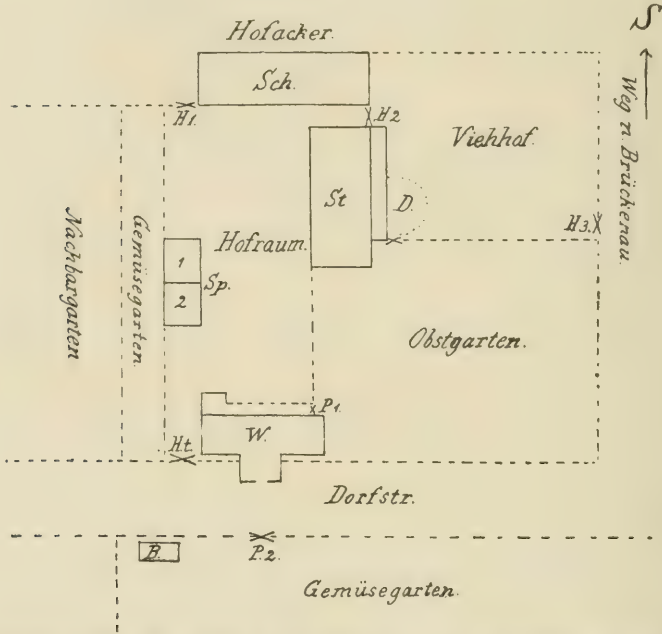 Hofacker.
S
Sch.
H1.
H2
Viehhof.
Weg n. Brückenau.
St
D.
H3.
Nachbargarten
Gemüsegarten.
Hofraum.
1
Sp.
2
Obstgarten.
P1.
W.
Ht.
Dorfstr.
B.
P.2.
Gemüsegarten.